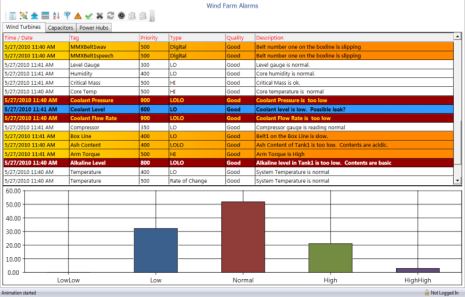 Wind Farm Alarms
Wind Turbines Capacitors Power Hubs
Time / Date Tag Priority Type Quality Description
5/27/2010 11:40 AM MMXBelt1wav 500 Digital Good Belt number one on the boxline is slipping
5/27/2010 11:40 AM MMXBelt1speech 500 Digital Good Belt number one on the boxline is slipping
5/27/2010 11:41 AM Level Gauge 300 LO Good Level gauge is normal.
5/27/2010 11:41 AM Humidity 400 LO Good Core humidity is normal.
5/27/2010 11:41 AM Critical Mass 500 HI Good Critical Mass is ok.
5/27/2010 11:40 AM Core Temp 500 HI Good Core temperature is normal
5/27/2010 11:40 AM Coolant Pressure 800 LOLO Good Coolant Pressure is too low
5/27/2010 11:41 AM Coolant Level 800 LO Good Coolant level is low. Possible leak?
5/27/2010 11:40 AM Coolant Flow Rate 900 LOLO Good Coolant Flow Rate is too low
5/27/2010 11:41 AM Compressor 350 LO Good Compressor gauge is reading normal
5/27/2010 11:41 AM Box Line 400 LO Good Belt1 on the Box Line is slow.
5/27/2010 11:40 AM Ash Content 400 LOLO Good Ash Content of Tank1 is too low. Contents are acidic.
5/27/2010 11:41 AM Arm Torque 500 HI Good Arm Torque is High
5/27/2010 11:40 AM Alkaline Level 800 LOLO Good Alkaline level in Tank1 is too low. Contents are basic
5/27/2010 11:40 AM Temperature 400 LO Good System Temperature is normal
5/27/2010 11:40 AM Temperature 500 Rate of Change Good System Temperature is normal
60.00
50.00
40.00
30.00
20.00
10.00
0.00
LowLow Low Normal High HighHigh
Animation started Not Logged In